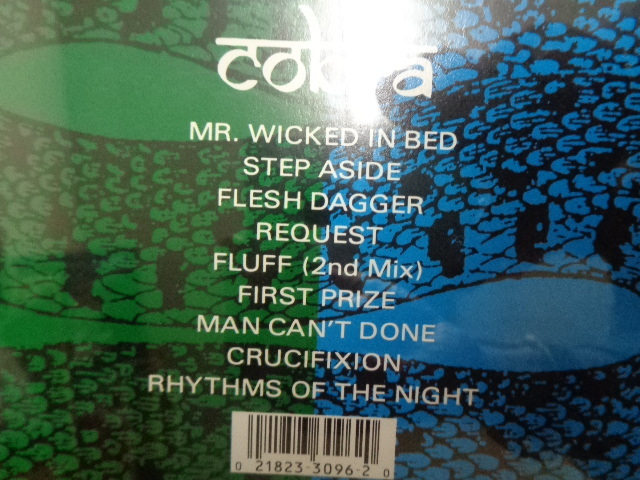 cobra
MR. WICKED IN BED
STEP ASIDE
FLESH DAGGER
REQUEST
FLUFF (2nd Mix)
FIRST PRIZE
MAN CAN'T DONE
CRUCIFIXION
RHYTHMS OF THE NIGHT
0 21823-3096-2 0